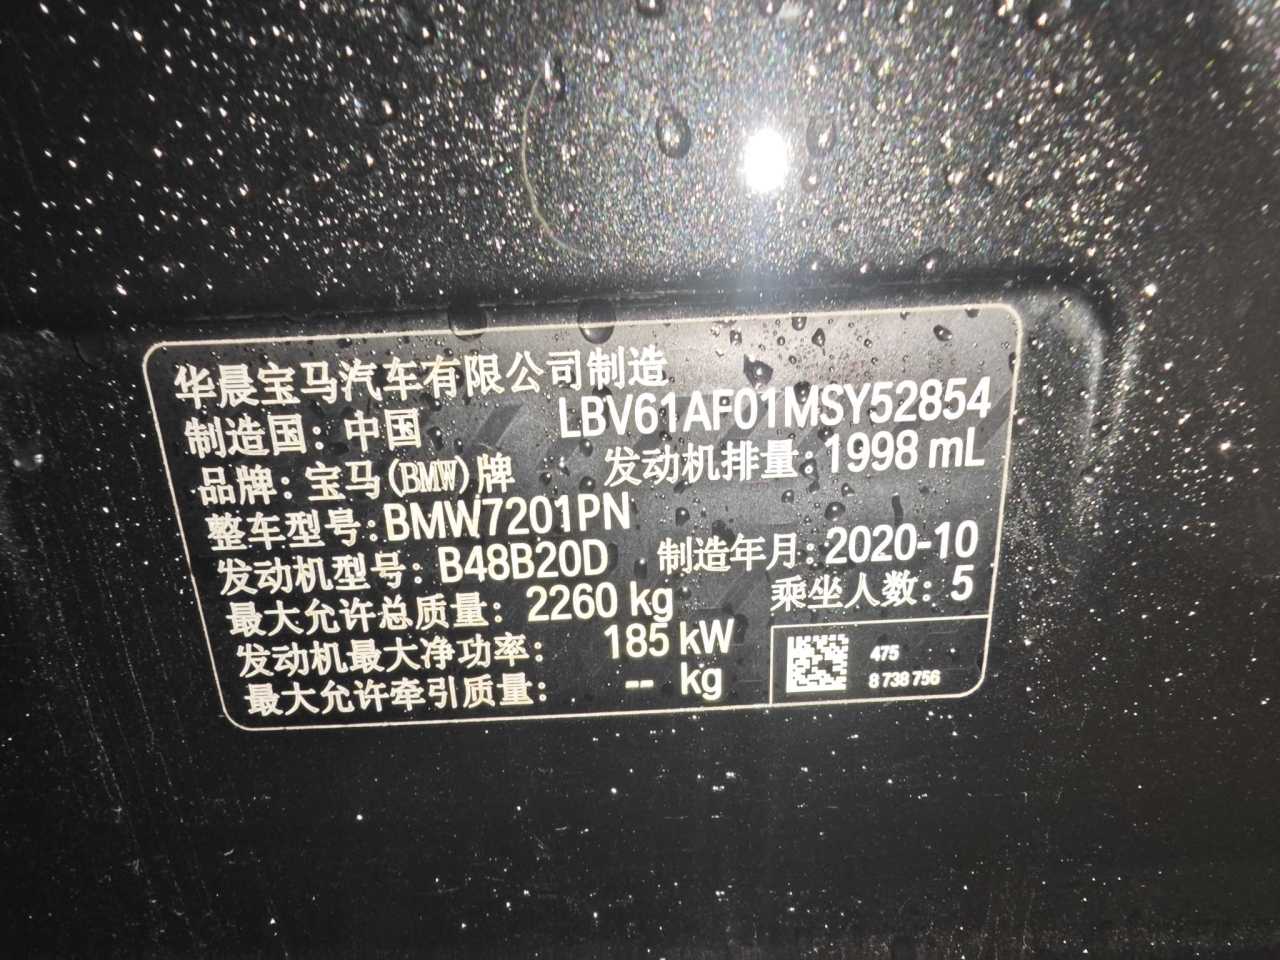 华晨宝马汽车有限公司制造
制造国：中国 LBV61AF01MSY52854
品牌：宝马(BMW)牌 发动机排量：1998 mL
整车型号：BMW7201PN
发动机型号：B48B20D 制造年月：2020-10
最大允许总质量：2260 kg 乘坐人数：5
发动机最大净功率：185 kW
最大允许牵引质量：-- kg
475
8 738 756